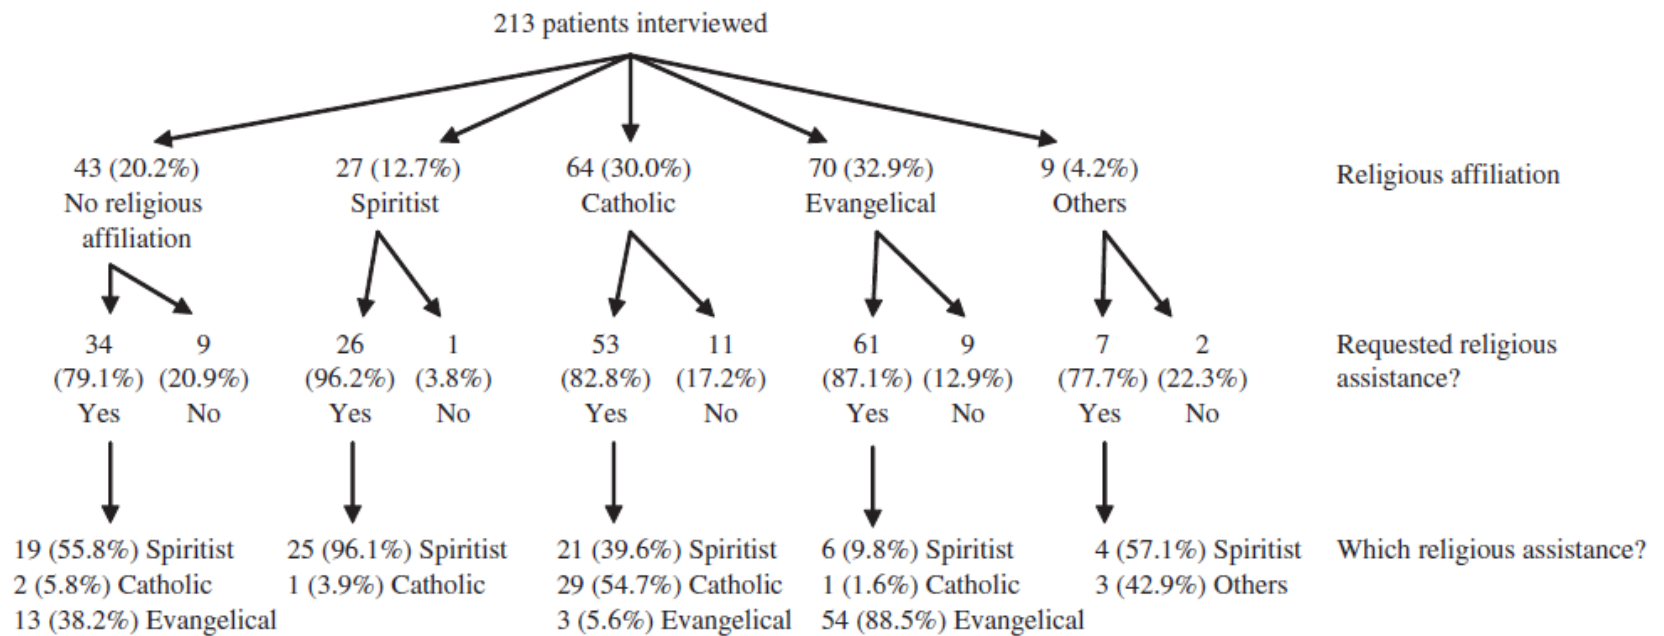 213 patients interviewed
43 (20.2%) 27 (12.7%) 64 (30.0%) 70 (32.9%) 9 (4.2%) Religious affiliation
No religious Spiritist Catholic Evangelical Others
affiliation
34 9 26 1 53 11 61 9 7 2 Requested religious
(79.1%) (20.9%) (96.2%) (3.8%) (82.8%) (17.2%) (87.1%) (12.9%) (77.7%) (22.3%) assistance?
Yes No Yes No Yes No Yes No Yes No
19 (55.8%) Spiritist 25 (96.1%) Spiritist 21 (39.6%) Spiritist 6 (9.8%) Spiritist 4 (57.1%) Spiritist Which religious assistance?
2 (5.8%) Catholic 1 (3.9%) Catholic 29 (54.7%) Catholic 1 (1.6%) Catholic 3 (42.9%) Others
13 (38.2%) Evangelical 3 (5.6%) Evangelical 54 (88.5%) Evangelical